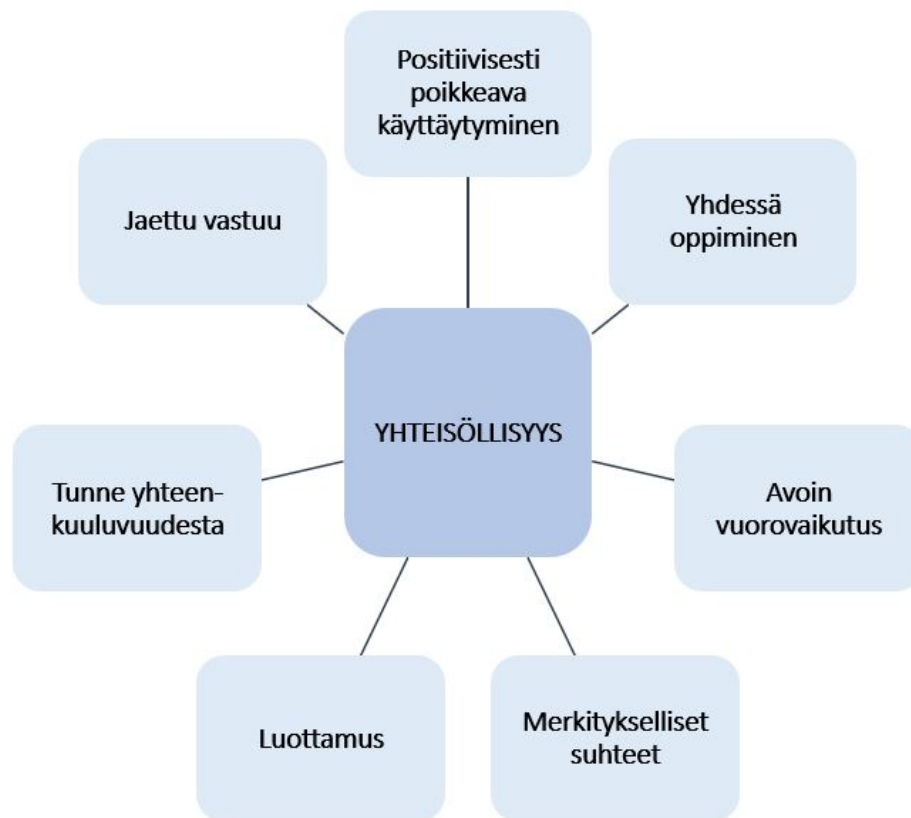 Positiivisesti
poikkeava
käyttäytyminen
Jaettu vastuu
Yhdessä
oppiminen
YHTEISÖLLISYYS
Tunne yhteen-
kuuluvuudesta
Avoin
vuorovaikutus
Luottamus
Merkitykselliset
suhteet